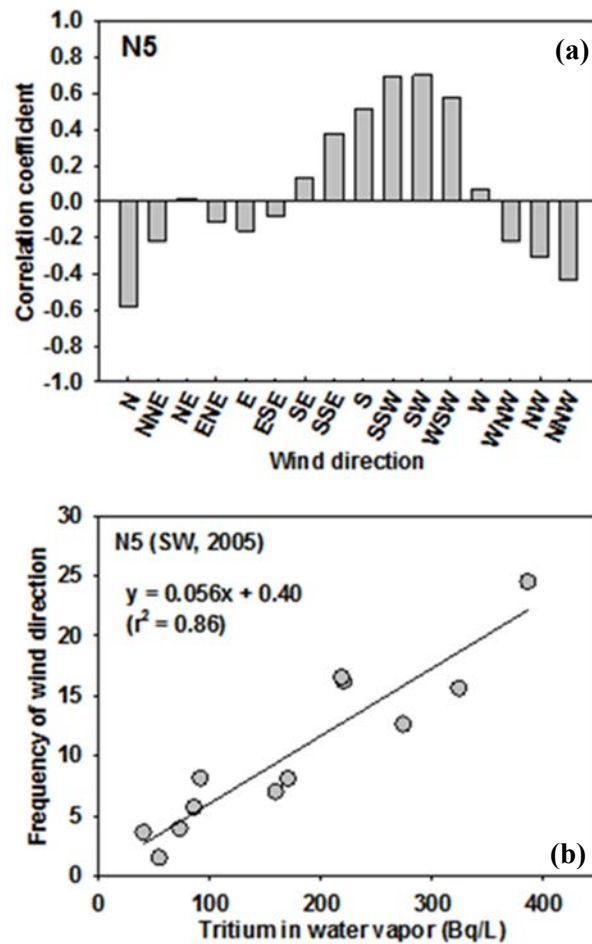 N5
(a)
Correlation coefficient
1.0
0.8
0.6
0.4
0.2
0.0
-0.2
-0.4
-0.6
-0.8
-1.0
N
NNE
NE
ENE
E
ESE
SE
SSE
S
SSW
SW
WSW
W
WNW
NW
NNW
Wind direction
N5 (SW, 2005)
y = 0.056x + 0.40
(r² = 0.86)
Frequency of wind direction
30
25
20
15
10
5
0
(b)
0
100
200
300
400
Tritium in water vapor (Bq/L)